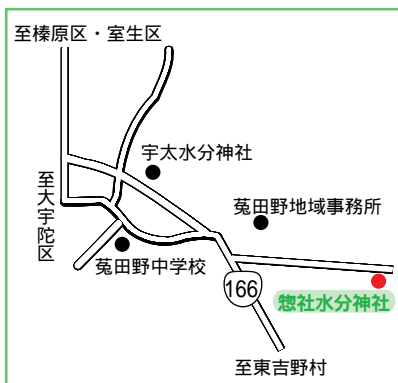 至榛原区・室生区
宇太水分神社
至大宇陀区
菟田野地域事務所
菟田野中学校
166
惣社水分神社
至東吉野村